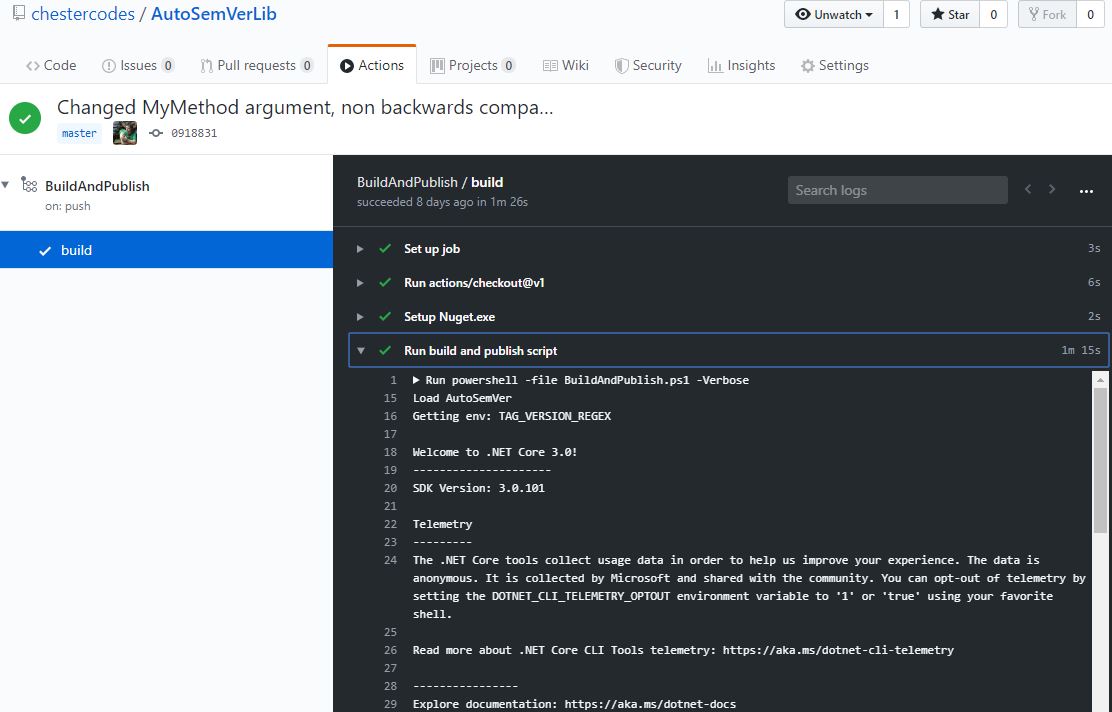 chestercodes / AutoSemVerLib
Unwatch 1 Star 0 Fork 0
Code Issues 0 Pull requests 0 Actions Projects 0 Wiki Security Insights Settings
Changed MyMethod argument, non backwards compa...
master 0918831
BuildAndPublish
on: push
build
BuildAndPublish / build
succeeded 8 days ago in 1m 26s
Search logs
Set up job 3s
Run actions/checkout@v1 6s
Setup Nuget.exe 2s
Run build and publish script 1m 15s
1 Run powershell -file BuildAndPublish.ps1 -Verbose
15 Load AutoSemVer
16 Getting env: TAG_VERSION_REGEX
17
18 Welcome to .NET Core 3.0!
19 ---------------------
20 SDK Version: 3.0.101
21
22 Telemetry
23 ---------
24 The .NET Core tools collect usage data in order to help us improve your experience. The data is
anonymous. It is collected by Microsoft and shared with the community. You can opt-out of telemetry by
setting the DOTNET_CLI_TELEMETRY_OPTOUT environment variable to '1' or 'true' using your favorite
shell.
25
26 Read more about .NET Core CLI Tools telemetry: https://aka.ms/dotnet-cli-telemetry
27
28 ----------------
29 Explore documentation: https://aka.ms/dotnet-docs